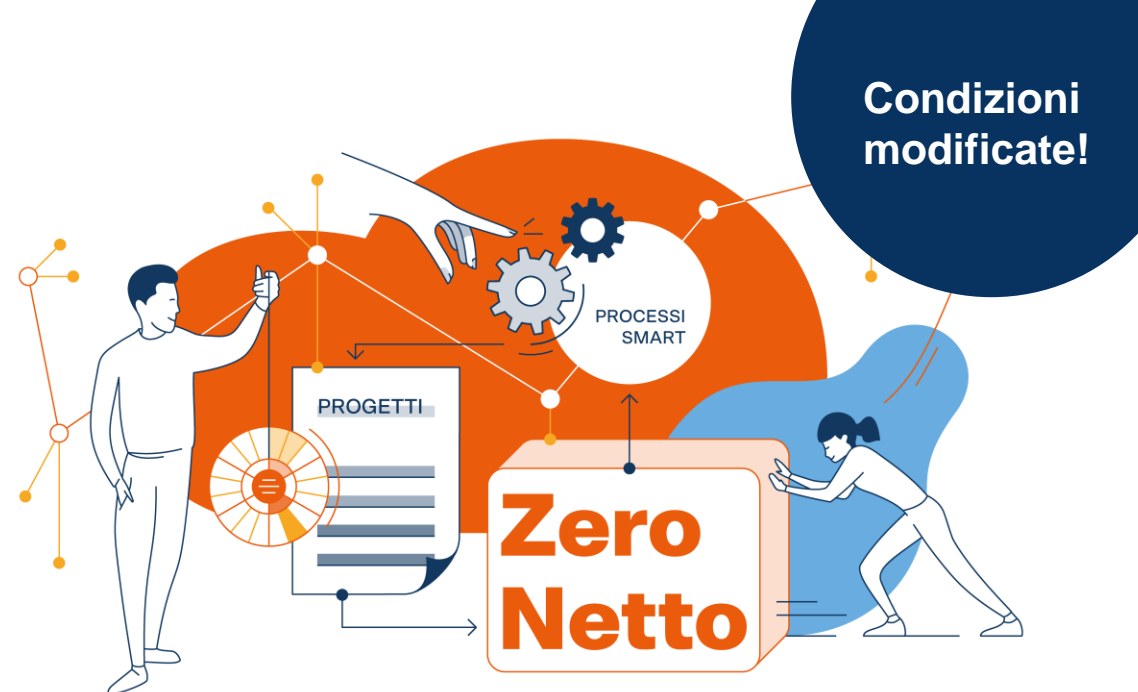 Condizioni
modificate!
PROCESSI
SMART
PROGETTI
Zero
Netto